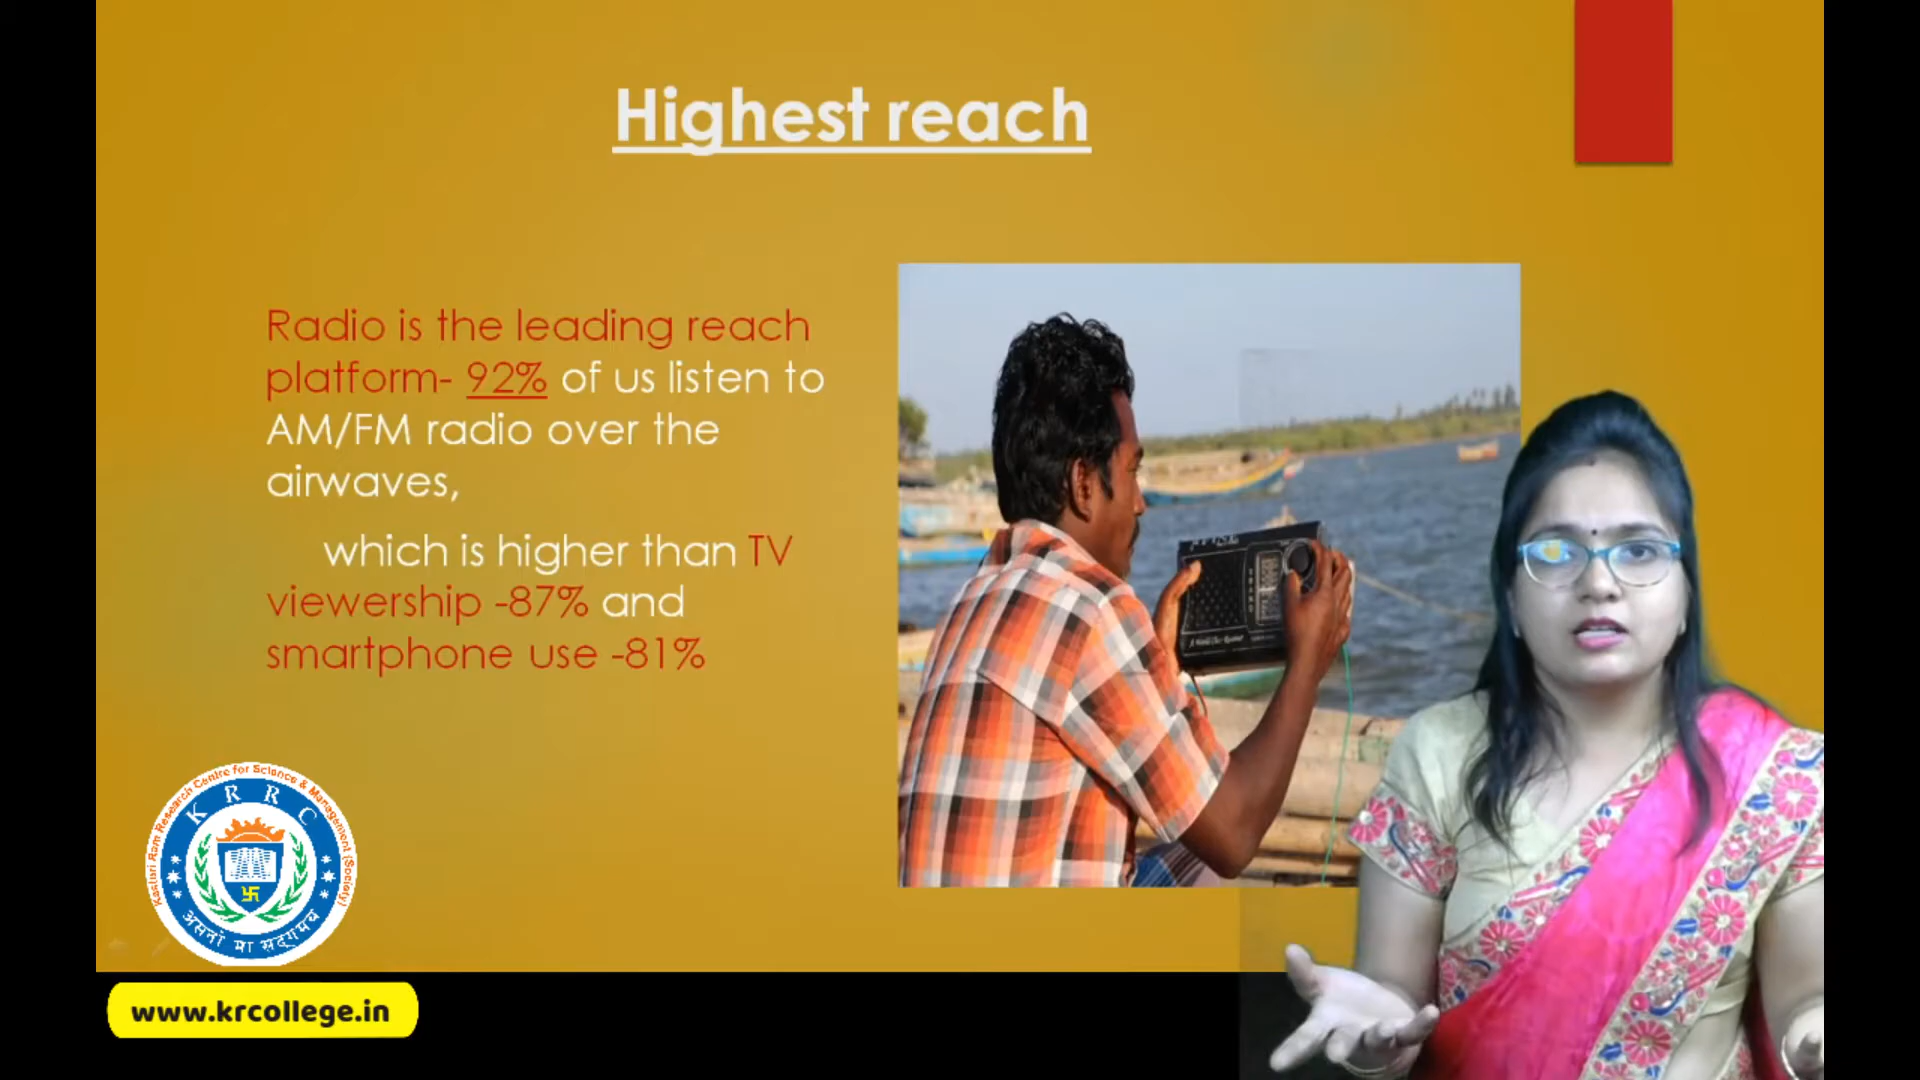 Highest reach
Radio is the leading reach
platform- 92% of us listen to
AM/FM radio over the
airwaves,
which is higher than TV
viewership -87% and
smartphone use -81%
Kasturi Ram Research Centre for Science & Management (Society)
K R R C
असतो मा सद्गमय
www.krcollege.in